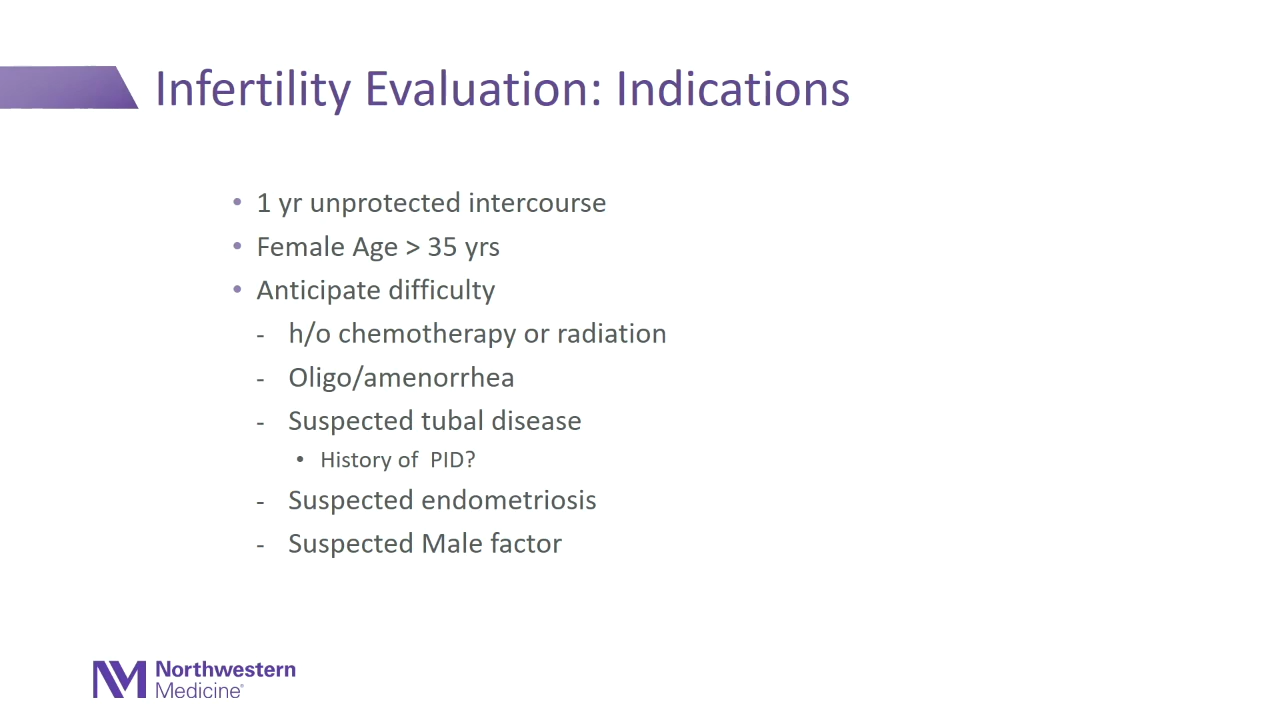 Infertility Evaluation: Indications
• 1 yr unprotected intercourse
• Female Age > 35 yrs
• Anticipate difficulty
- h/o chemotherapy or radiation
- Oligo/amenorrhea
- Suspected tubal disease
• History of PID?
- Suspected endometriosis
- Suspected Male factor
NM Northwestern
Medicine®